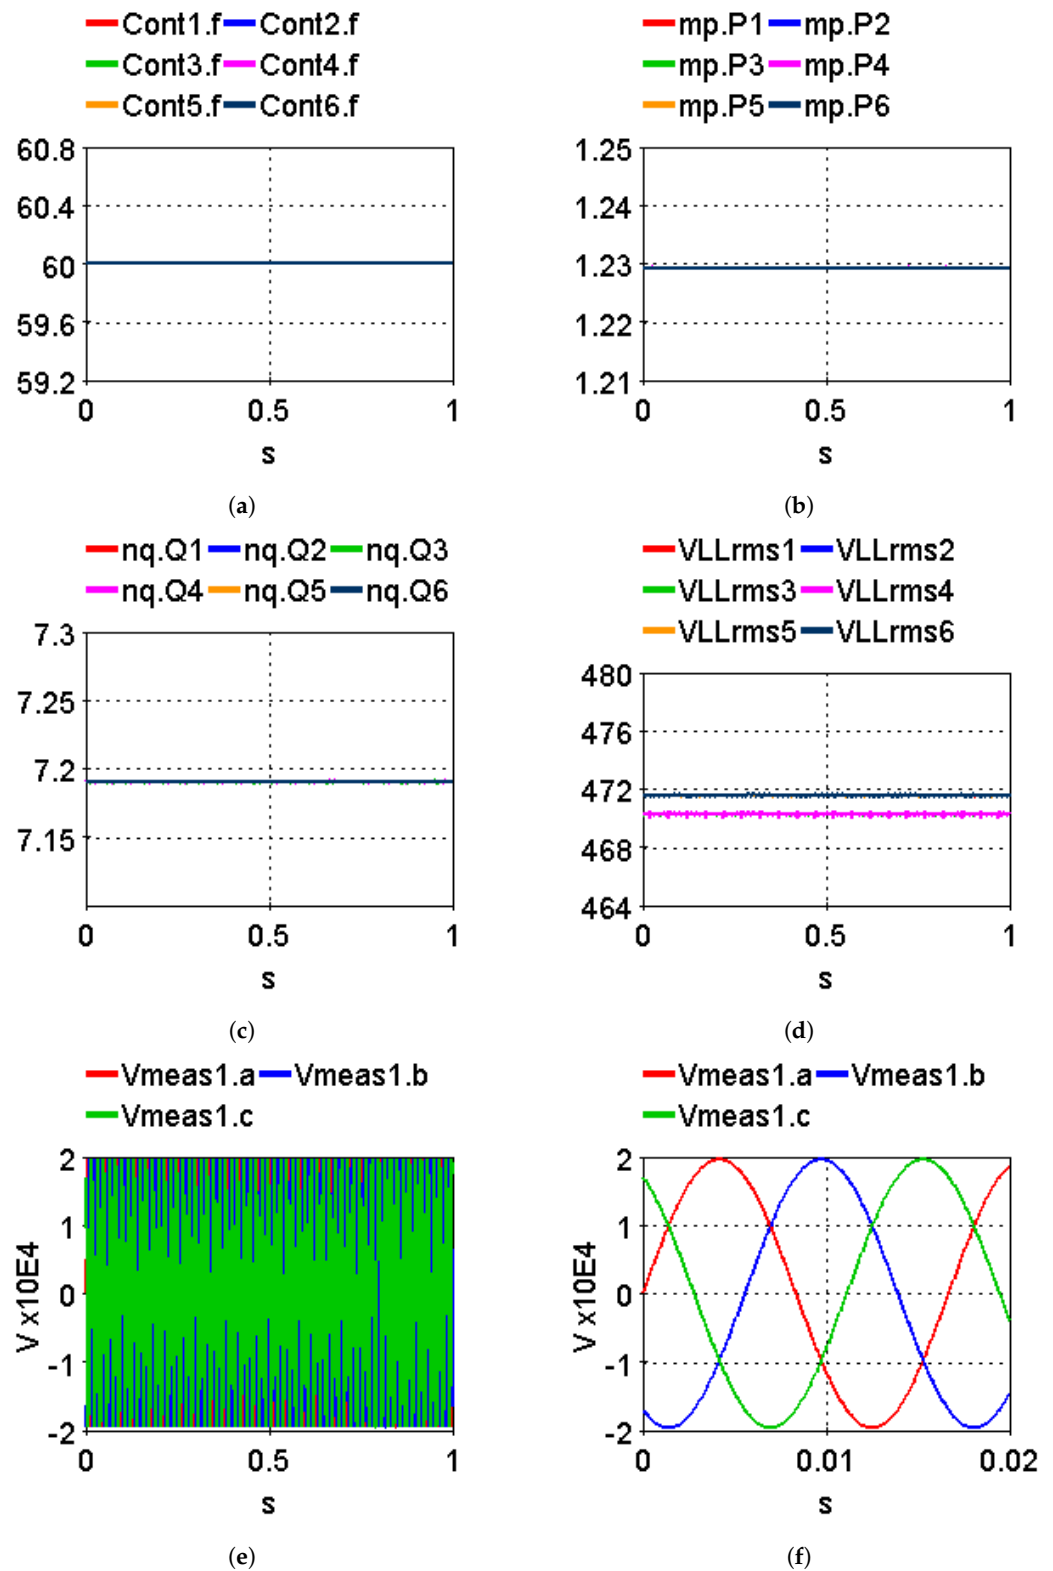 Cont1.f Cont2.f
Cont3.f Cont4.f
Cont5.f Cont6.f
60.8
60.4
60
59.6
59.2
0 0.5 1
s
(a)
mp.P1 mp.P2
mp.P3 mp.P4
mp.P5 mp.P6
1.25
1.24
1.23
1.22
1.21
0 0.5 1
s
(b)
nq.Q1 nq.Q2 nq.Q3
nq.Q4 nq.Q5 nq.Q6
7.3
7.25
7.2
7.15
0 0.5 1
s
(c)
VLLrms1 VLLrms2
VLLrms3 VLLrms4
VLLrms5 VLLrms6
480
476
472
468
464
0 0.5 1
s
(d)
Vmeas1.a Vmeas1.b
Vmeas1.c
V x10E4
2
1
0
-1
-2
0 0.5 1
s
(e)
Vmeas1.a Vmeas1.b
Vmeas1.c
V x10E4
2
1
0
-1
-2
0 0.01 0.02
s
(f)